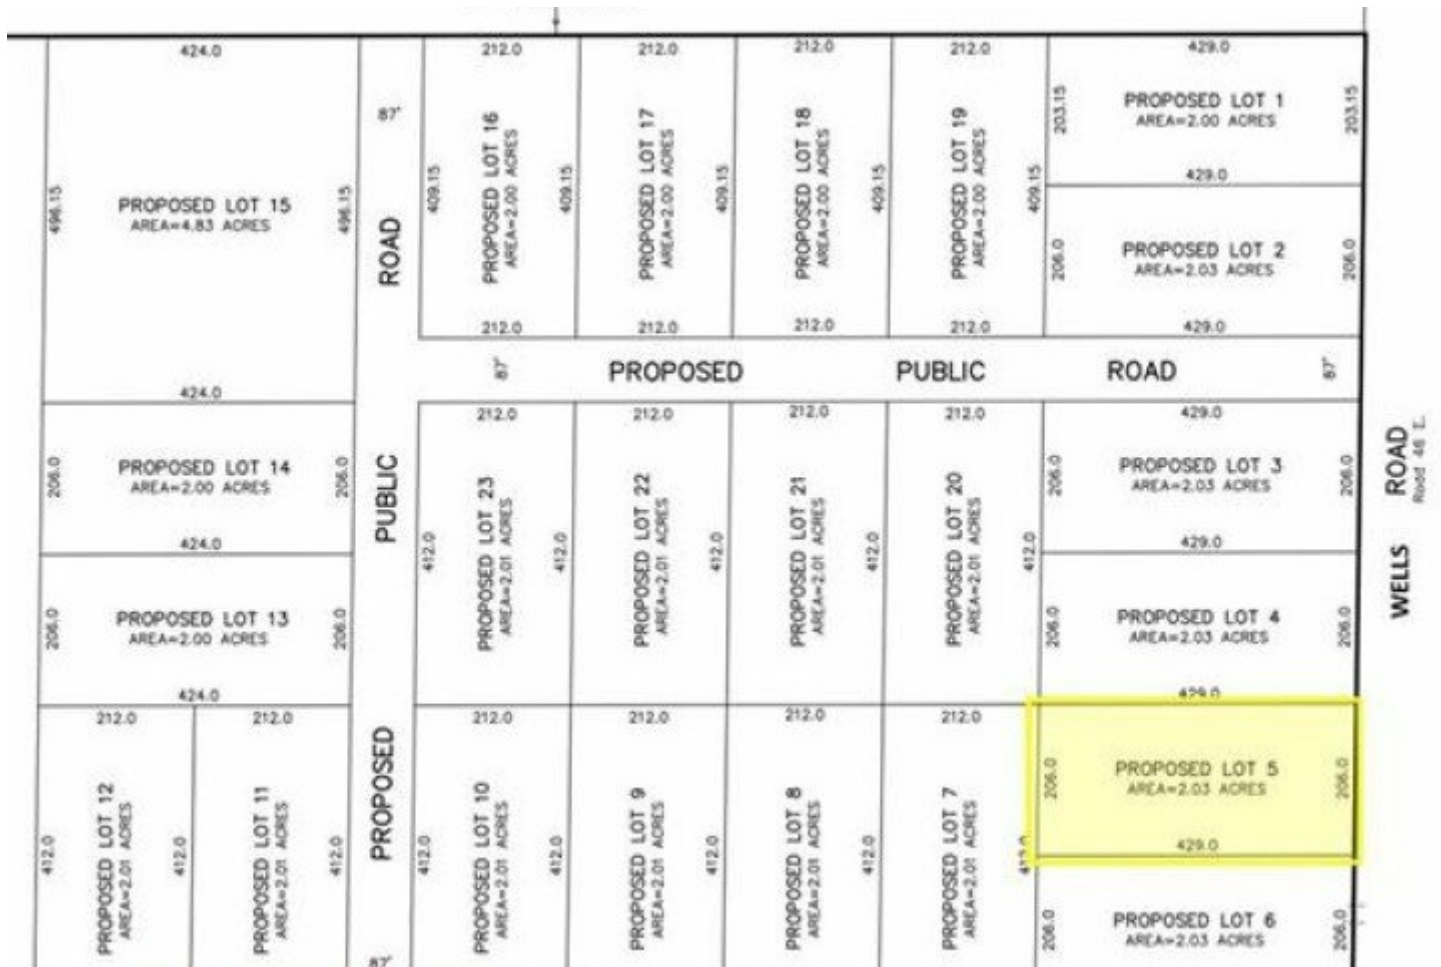 424.0
496.15
PROPOSED LOT 15
AREA=4.83 ACRES
496.15
424.0
206.0
PROPOSED LOT 14
AREA=2.00 ACRES
206.0
424.0
206.0
PROPOSED LOT 13
AREA=2.00 ACRES
206.0
424.0
212.0
412.0
PROPOSED LOT 12
AREA=2.01 ACRES
412.0
212.0
PROPOSED LOT 11
AREA=2.01 ACRES
412.0
87'
PROPOSED PUBLIC ROAD
87'
212.0
409.15
PROPOSED LOT 16
AREA=2.00 ACRES
409.15
212.0
212.0
PROPOSED LOT 17
AREA=2.00 ACRES
409.15
212.0
212.0
PROPOSED LOT 18
AREA=2.00 ACRES
409.15
212.0
212.0
PROPOSED LOT 19
AREA=2.00 ACRES
409.15
212.0
429.0
203.15
PROPOSED LOT 1
AREA=2.00 ACRES
203.15
429.0
206.0
PROPOSED LOT 2
AREA=2.03 ACRES
206.0
429.0
87'
PROPOSED PUBLIC ROAD
87'
212.0
412.0
PROPOSED LOT 23
AREA=2.01 ACRES
412.0
212.0
PROPOSED LOT 22
AREA=2.01 ACRES
412.0
212.0
PROPOSED LOT 21
AREA=2.01 ACRES
412.0
212.0
PROPOSED LOT 20
AREA=2.01 ACRES
412.0
429.0
206.0
PROPOSED LOT 3
AREA=2.03 ACRES
206.0
429.0
206.0
PROPOSED LOT 4
AREA=2.03 ACRES
206.0
429.0
212.0
412.0
PROPOSED LOT 10
AREA=2.01 ACRES
412.0
212.0
PROPOSED LOT 9
AREA=2.01 ACRES
412.0
212.0
PROPOSED LOT 8
AREA=2.01 ACRES
412.0
212.0
PROPOSED LOT 7
AREA=2.01 ACRES
412.0
206.0
PROPOSED LOT 5
AREA=2.03 ACRES
206.0
429.0
206.0
PROPOSED LOT 6
AREA=2.03 ACRES
206.0
WELLS ROAD
Road 46 E.